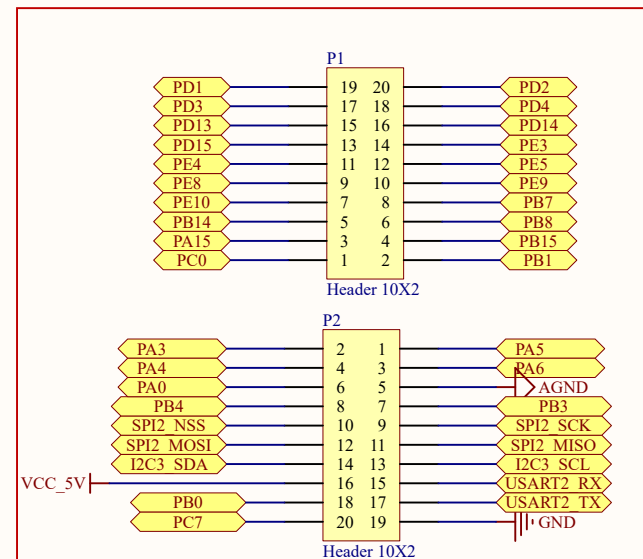 P1
PD1 19 20 PD2
PD3 17 18 PD4
PD13 15 16 PD14
PD15 13 14 PE3
PE4 11 12 PE5
PE8 9 10 PE9
PE10 7 8 PB7
PB14 5 6 PB8
PA15 3 4 PB15
PC0 1 2 PB1
Header 10X2
P2
PA3 2 1 PA5
PA4 4 3 PA6
PA0 6 5 AGND
PB4 8 7 PB3
SPI2_NSS 10 9 SPI2_SCK
SPI2_MOSI 12 11 SPI2_MISO
I2C3_SDA 14 13 I2C3_SCL
VCC_5V 16 15 USART2_RX
PB0 18 17 USART2_TX
PC7 20 19 GND
Header 10X2